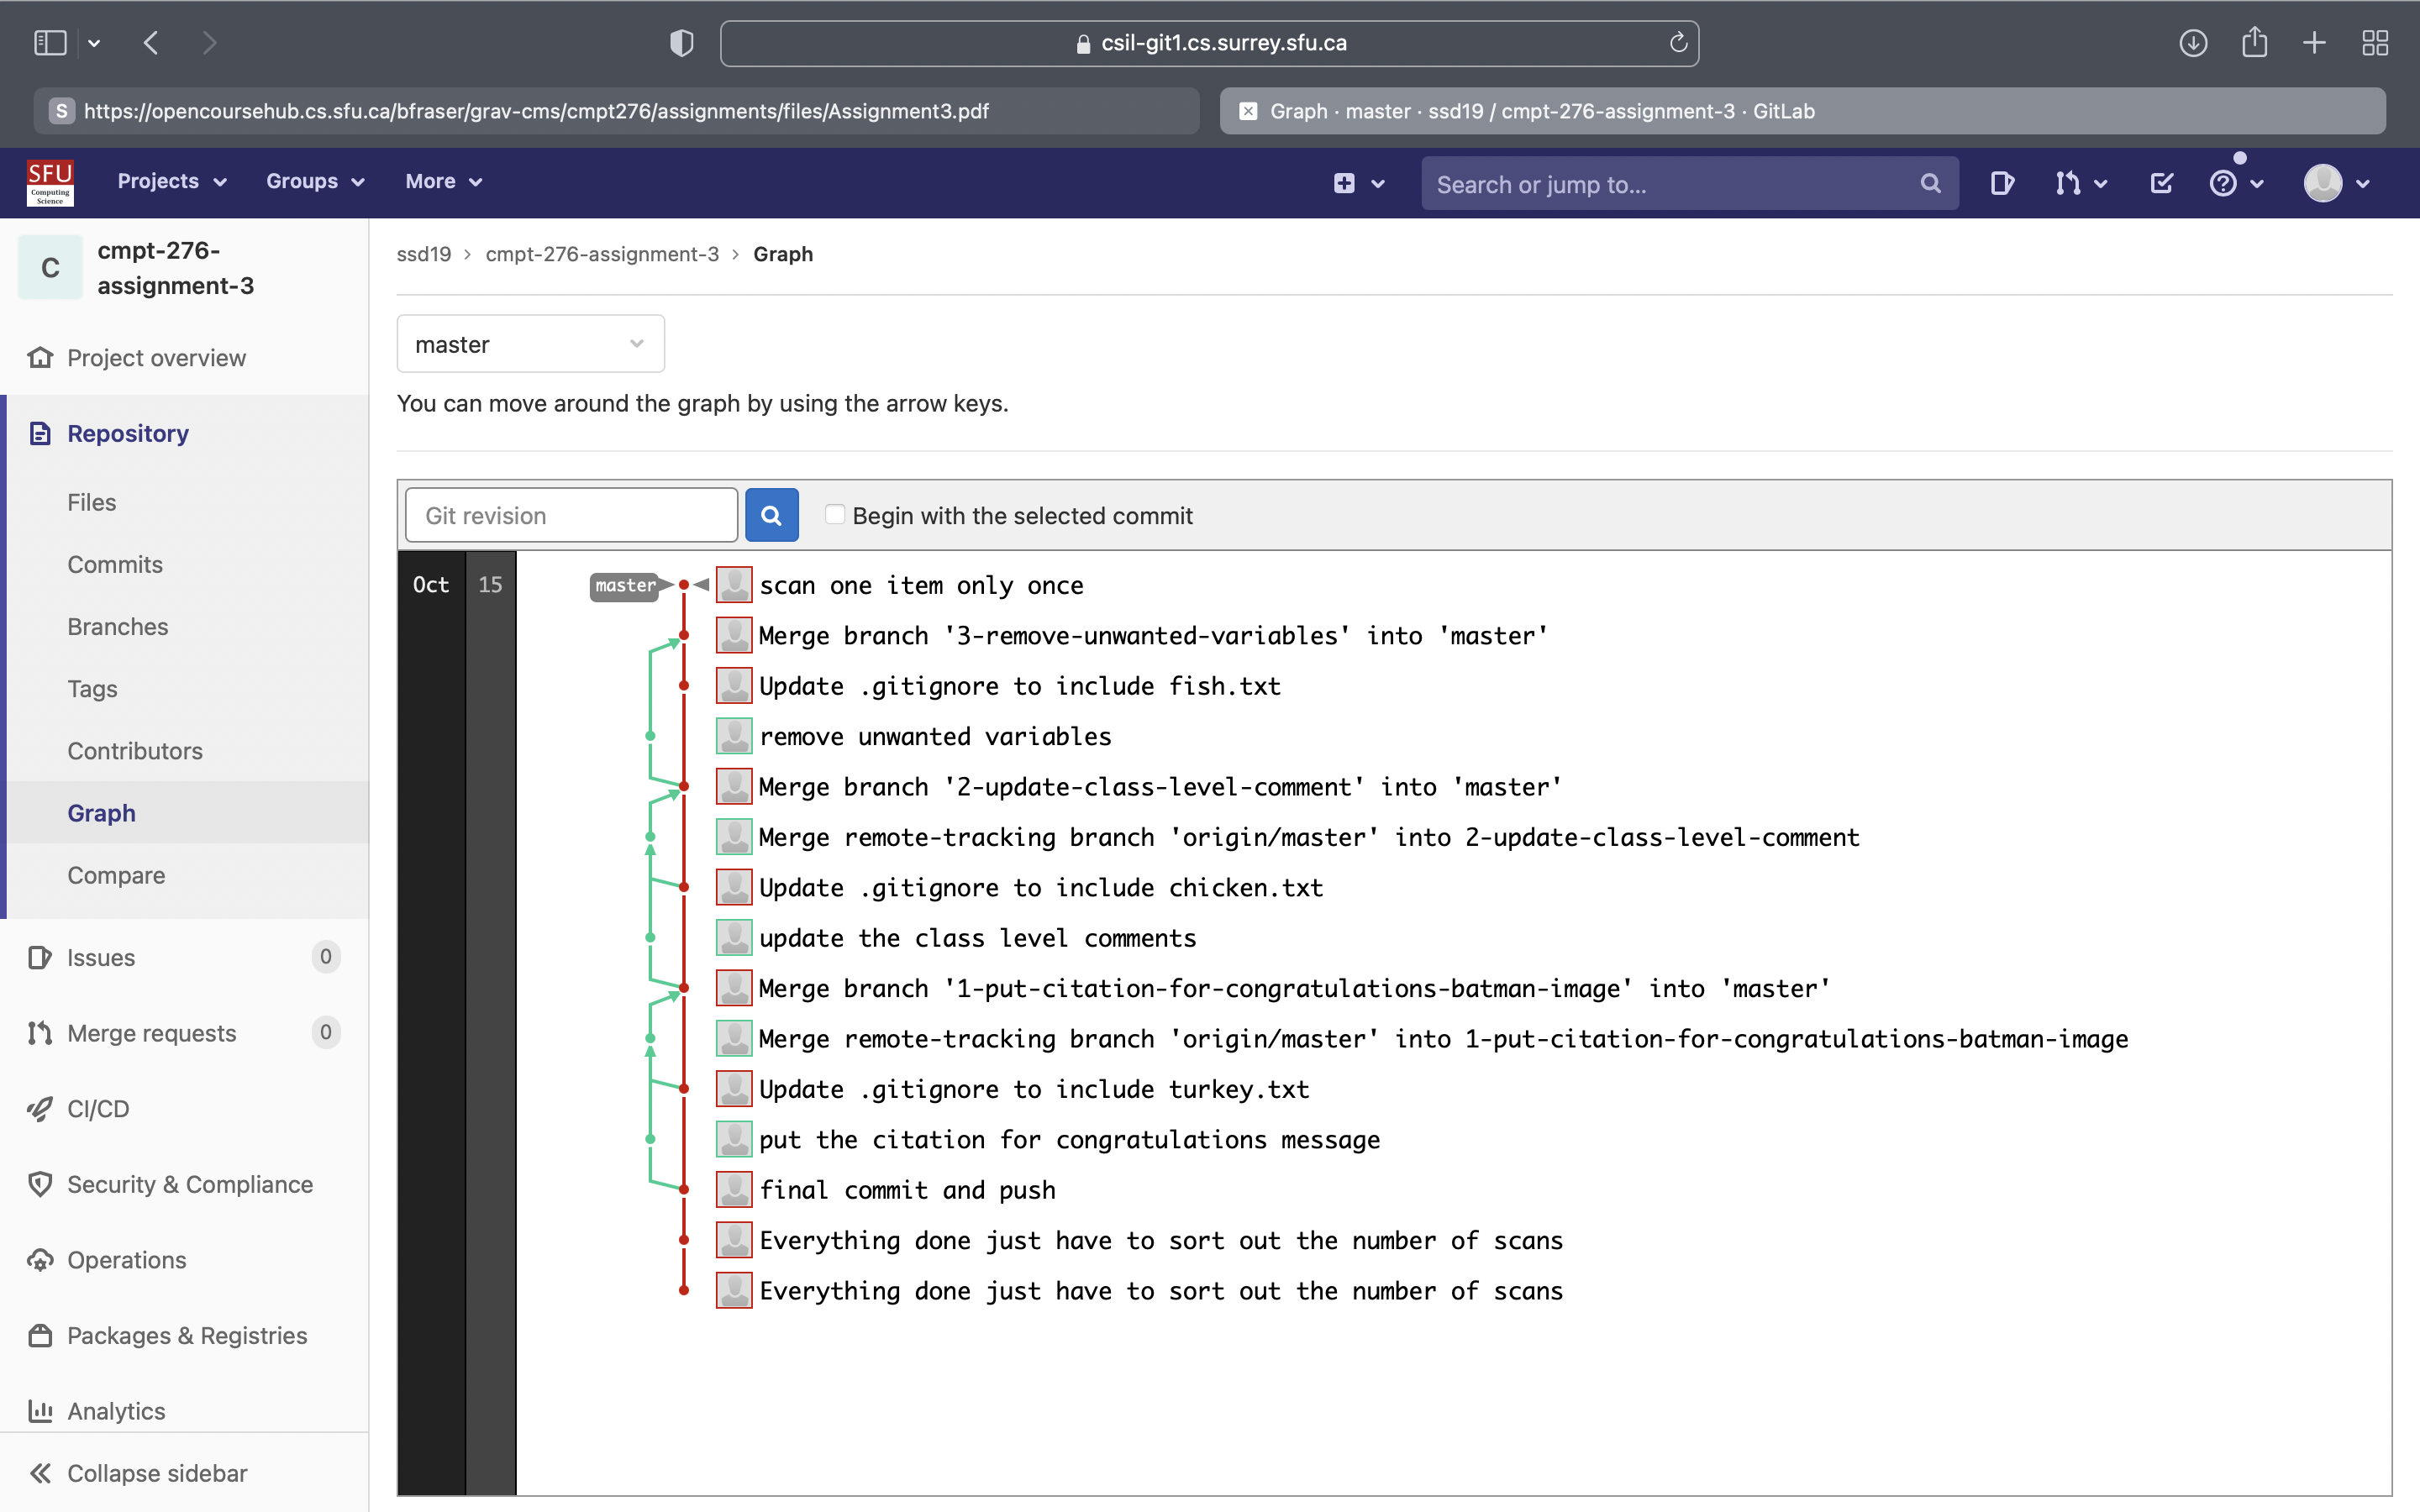 csil-git1.cs.surrey.sfu.ca
S https://opencoursehub.cs.sfu.ca/bfraser/grav-cms/cmpt276/assignments/files/Assignment3.pdf
Graph · master · ssd19 / cmpt-276-assignment-3 · GitLab
SFU
Computing
Science
Projects
Groups
More
Search or jump to...
C
cmpt-276-
assignment-3
Project overview
Repository
Files
Commits
Branches
Tags
Contributors
Graph
Compare
Issues 0
Merge requests 0
CI/CD
Security & Compliance
Operations
Packages & Registries
Analytics
Collapse sidebar
ssd19 > cmpt-276-assignment-3 > Graph
master
You can move around the graph by using the arrow keys.
Git revision
Begin with the selected commit
Oct 15
master scan one item only once
Merge branch '3-remove-unwanted-variables' into 'master'
Update .gitignore to include fish.txt
remove unwanted variables
Merge branch '2-update-class-level-comment' into 'master'
Merge remote-tracking branch 'origin/master' into 2-update-class-level-comment
Update .gitignore to include chicken.txt
update the class level comments
Merge branch '1-put-citation-for-congratulations-batman-image' into 'master'
Merge remote-tracking branch 'origin/master' into 1-put-citation-for-congratulations-batman-image
Update .gitignore to include turkey.txt
put the citation for congratulations message
final commit and push
Everything done just have to sort out the number of scans
Everything done just have to sort out the number of scans